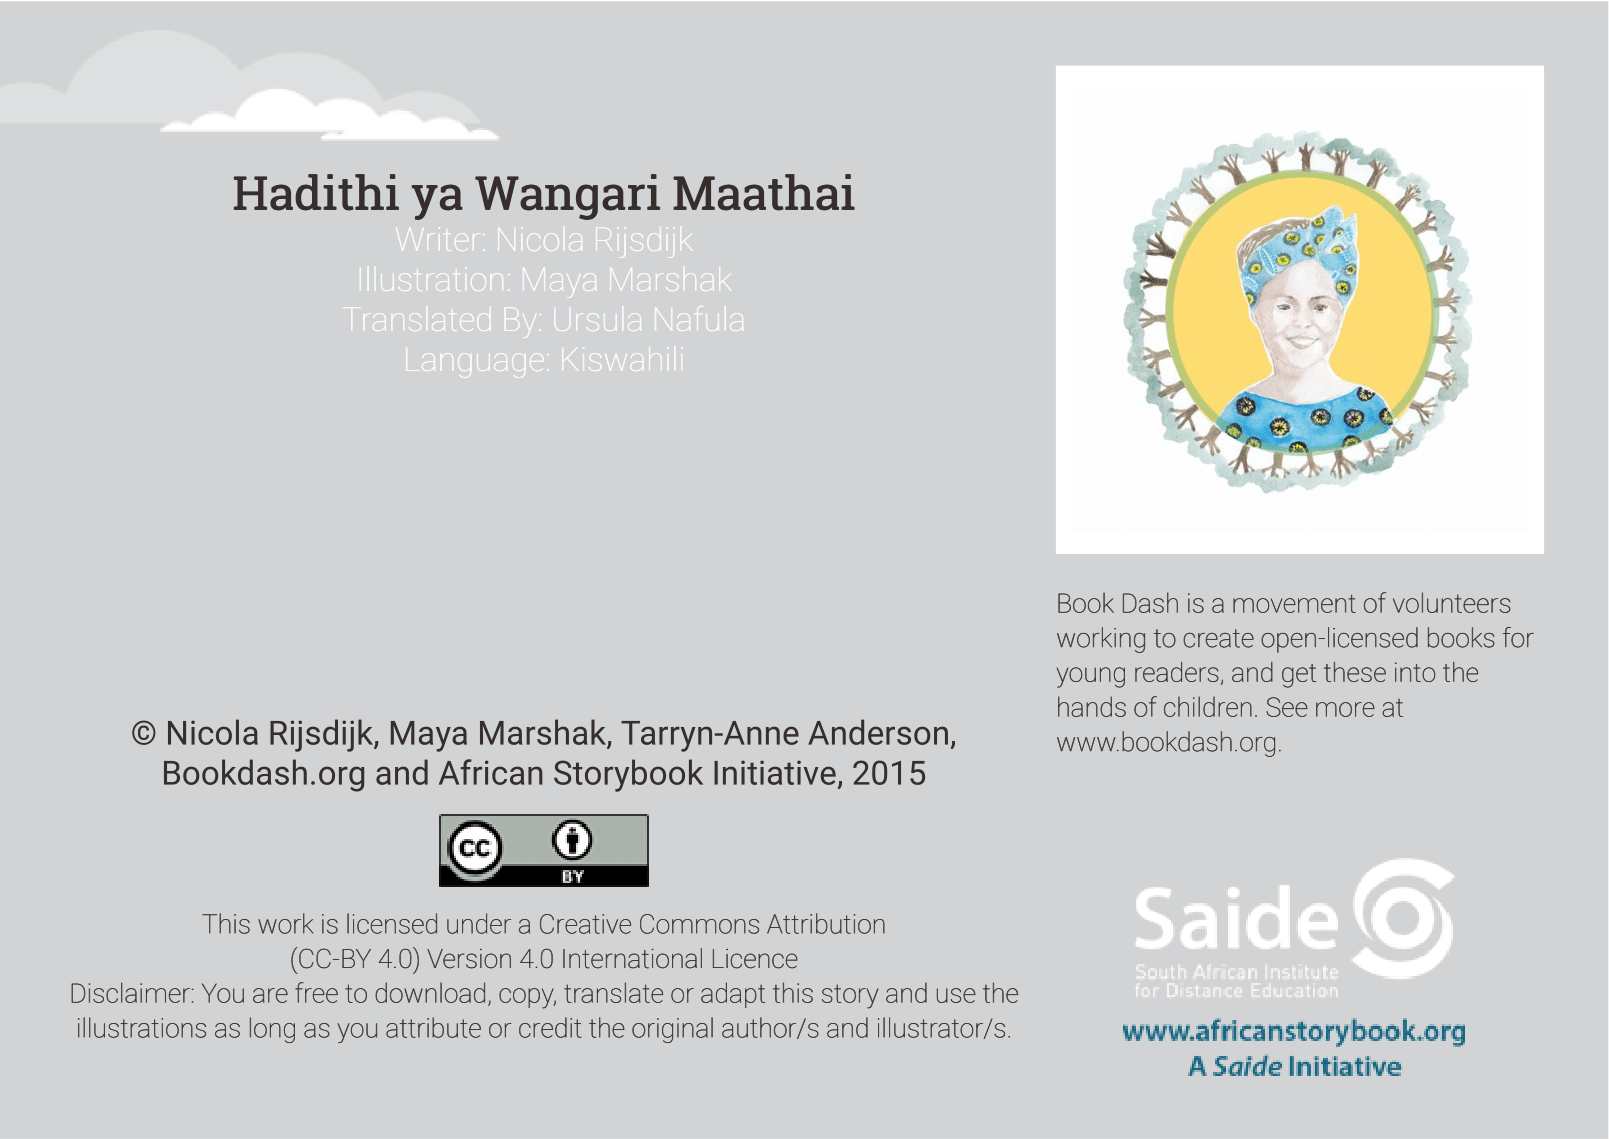 Hadithi ya Wangari Maathai
Writer: Nicola Rijsdijk
Illustration: Maya Marshak
Translated By: Ursula Nafula
Language: Kiswahili
© Nicola Rijsdijk, Maya Marshak, Tarryn-Anne Anderson,
Bookdash.org and African Storybook Initiative, 2015
CC
BY
This work is licensed under a Creative Commons Attribution
(CC-BY 4.0) Version 4.0 International Licence
Disclaimer: You are free to download, copy, translate or adapt this story and use the
illustrations as long as you attribute or credit the original author/s and illustrator/s.
Book Dash is a movement of volunteers
working to create open-licensed books for
young readers, and get these into the
hands of children. See more at
www.bookdash.org.
Saide
South African Institute
for Distance Education
www.africanstorybook.org
A Saide Initiative